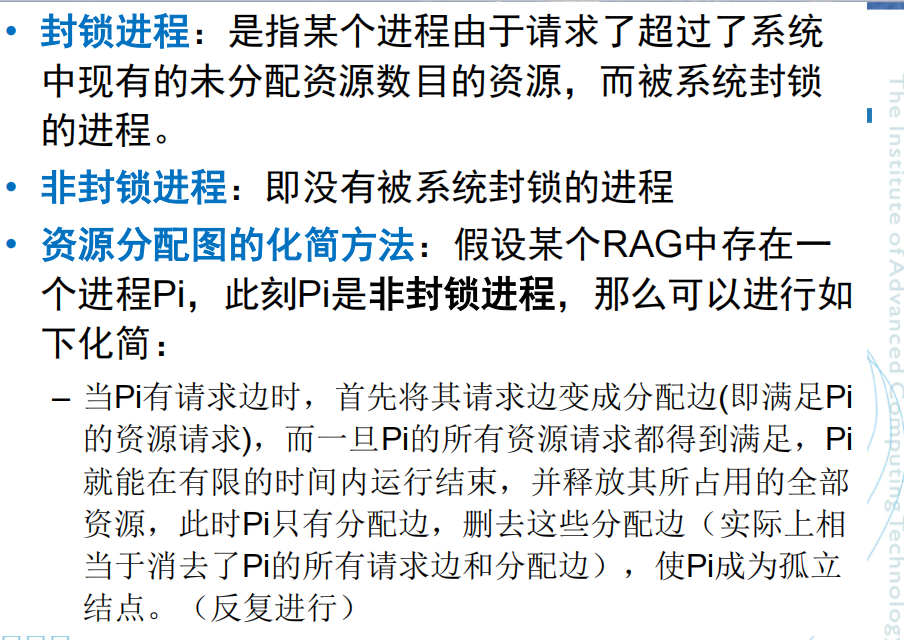 • 封锁进程：是指某个进程由于请求了超过了系统
中现有的未分配资源数目的资源，而被系统封锁
的进程。
• 非封锁进程：即没有被系统封锁的进程
• 资源分配图的化简方法：假设某个RAG中存在一
个进程Pi，此刻Pi是非封锁进程，那么可以进行如
下化简：
– 当Pi有请求边时，首先将其请求边变成分配边(即满足Pi
的资源请求)，而一旦Pi的所有资源请求都得到满足，Pi
就能在有限的时间内运行结束，并释放其所占用的全部
资源，此时Pi只有分配边，删去这些分配边（实际上相
当于消去了Pi的所有请求边和分配边），使Pi成为孤立
结点。（反复进行）
The Institute of Advanced Computing Technology